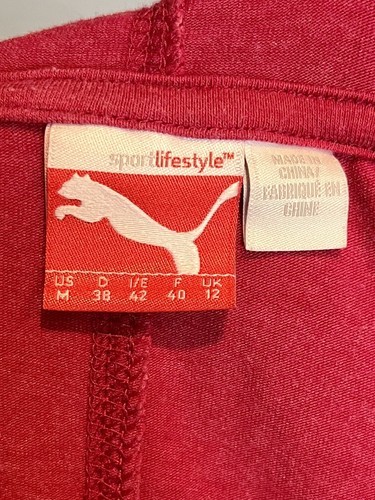 sportlifestyle™
MADE IN
CHINA/
FABRIQUÉ EN
CHINE
US D I/E F UK
M 38 42 40 12